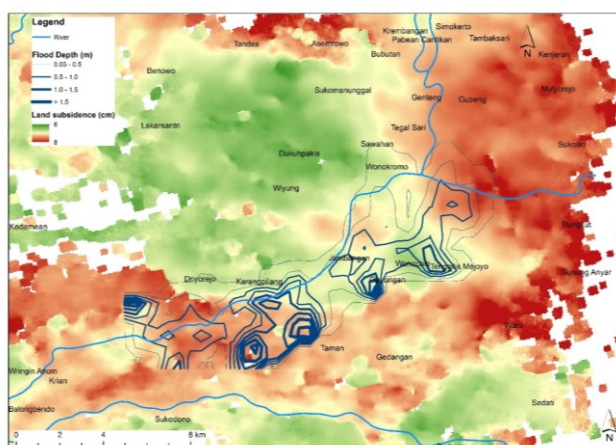 Legend
River
Flood Depth (m)
0.03 - 0.5
0.5 - 1.0
1.0 - 1.5
> 1.5
Land subsidence (cm)
6
8
Simokerto
Krembangan
Pabean Cantikan
Tambaksari
Tandes
Asemrowo
Bubutan
Kenjeran
N
Benowo
Sukomanunggal
Genteng
Gubeng
Mulyorejo
Lakarsantri
Tegal Sari
Sawahan
Sukolilo
Dukuhpakis
Wonokromo
Wiyung
Kedamean
Rungkut
Jambangan
Tenggilis Mejoyo
Gunung Anyar
Driyorejo
Karangpilang
Gayungan
Waru
Taman
Gedangan
Wringin Anom
Krian
Sedati
Balongbendo
Sukodono
0
2
4
8 km